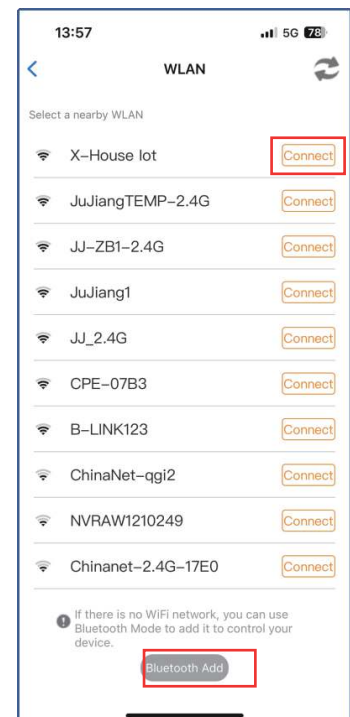 13:57 5G 78
WLAN
Select a nearby WLAN
X-House lot Connect
JuJiangTEMP-2.4G Connect
JJ-ZB1-2.4G Connect
JuJiang1 Connect
JJ_2.4G Connect
CPE-07B3 Connect
B-LINK123 Connect
ChinaNet-qgi2 Connect
NVRAW1210249 Connect
Chinanet-2.4G-17E0 Connect
If there is no WiFi network, you can use
Bluetooth Mode to add it to control your
device.
Bluetooth Add